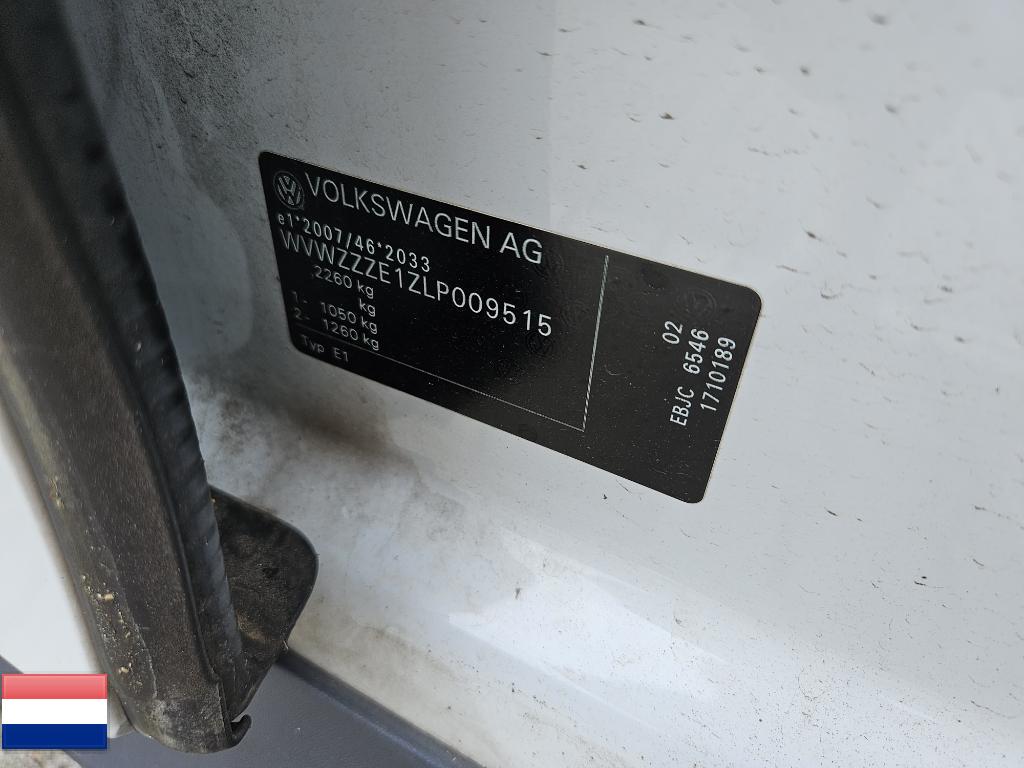 VOLKSWAGEN AG
e1*2007/46*2033
WVWZZZE1ZLP009515
2260 kg
kg
1- 1050 kg
2- 1260 kg
Typ E1
02
EBJC 6546
1710189